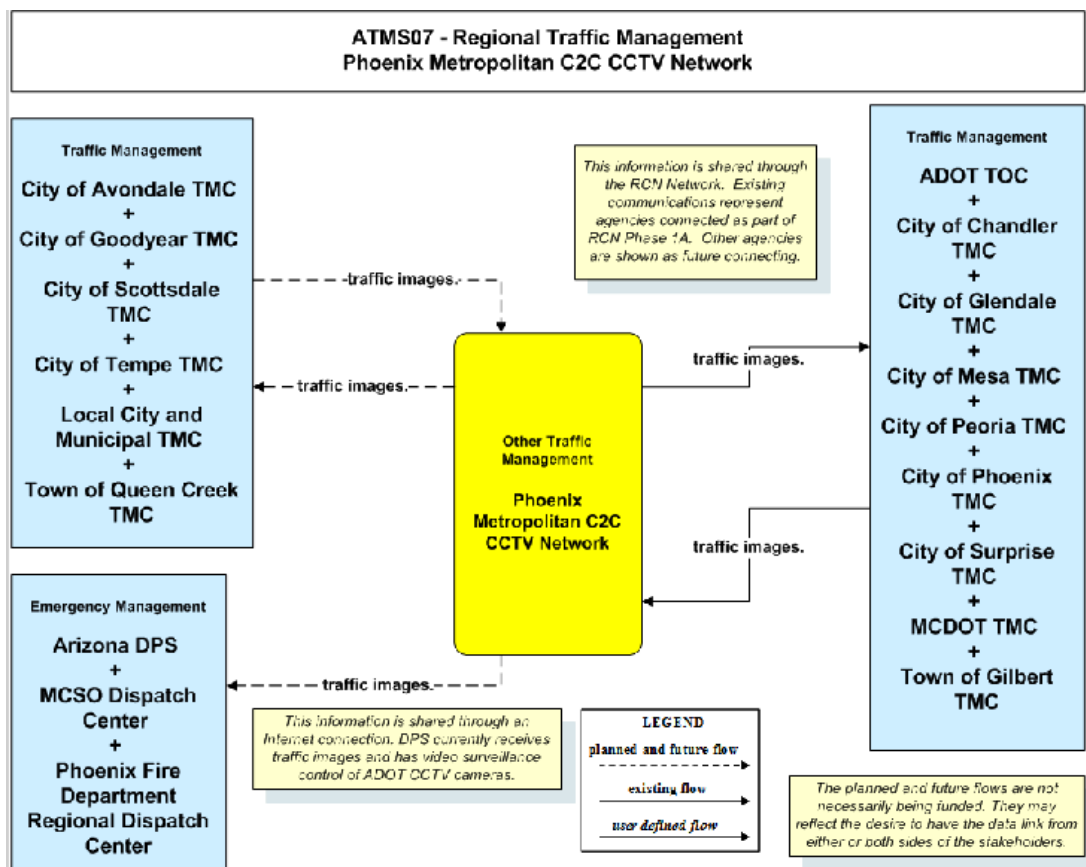 ATMS07 - Regional Traffic Management
Phoenix Metropolitan C2C CCTV Network
Traffic Management
City of Avondale TMC
+
City of Goodyear TMC
+
City of Scottsdale
TMC
+
City of Tempe TMC
+
Local City and
Municipal TMC
+
Town of Queen Creek
TMC
Emergency Management
Arizona DPS
+
MCSO Dispatch
Center
+
Phoenix Fire
Department
Regional Dispatch
Center
traffic images.
traffic images.
traffic images.
This information is shared through
the RCN Network. Existing
communications represent
agencies connected as part of
RCN Phase 1A. Other agencies
are shown as future connecting.
Other Traffic
Management
Phoenix
Metropolitan C2C
CCTV Network
traffic images.
traffic images.
Traffic Management
ADOT TOC
+
City of Chandler
TMC
+
City of Glendale
TMC
+
City of Mesa TMC
+
City of Peoria TMC
+
City of Phoenix
TMC
+
City of Surprise
TMC
+
MCDOT TMC
+
Town of Gilbert
TMC
This information is shared through an
Internet connection. DPS currently receives
traffic images and has video surveillance
control of ADOT CCTV cameras.
LEGEND
planned and future flow
existing flow
user defined flow
The planned and future flows are not
necessarily being funded. They may
reflect the desire to have the data link from
either or both sides of the stakeholders.